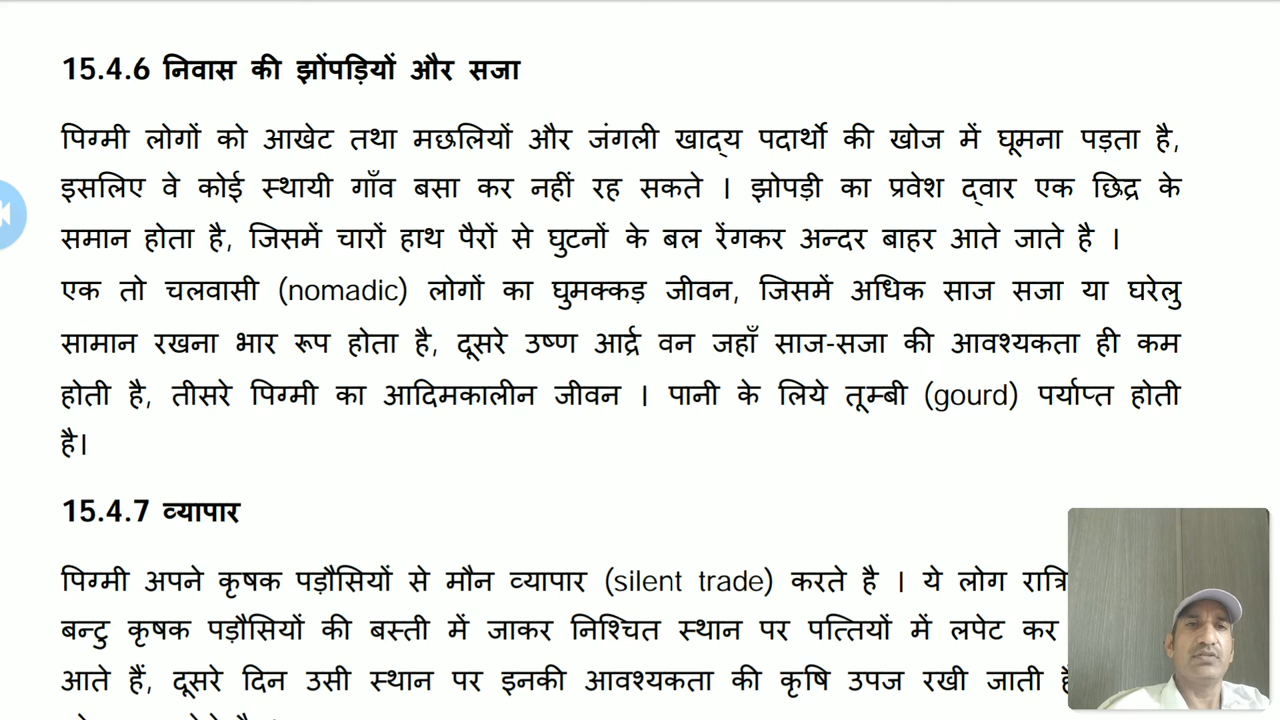 15.4.6 निवास की झोंपड़ियों और सजा
पिग्मी लोगों को आखेट तथा मछलियों और जंगली खाद्य पदार्थो की खोज में घूमना पड़ता है,
इसलिए वे कोई स्थायी गाँव बसा कर नहीं रह सकते । झोपड़ी का प्रवेश द्वार एक छिद्र के
समान होता है, जिसमें चारों हाथ पैरों से घुटनों के बल रेंगकर अन्दर बाहर आते जाते है ।
एक तो चलवासी (nomadic) लोगों का घुमक्कड़ जीवन, जिसमें अधिक साज सजा या घरेलु
सामान रखना भार रूप होता है, दूसरे उष्ण आर्द्र वन जहाँ साज-सजा की आवश्यकता ही कम
होती है, तीसरे पिग्मी का आदिमकालीन जीवन । पानी के लिये तूम्बी (gourd) पर्याप्त होती
है।
15.4.7 व्यापार
पिग्मी अपने कृषक पड़ौसियों से मौन व्यापार (silent trade) करते है । ये लोग रात्रि
बन्टु कृषक पड़ौसियों की बस्ती में जाकर निश्चित स्थान पर पत्तियों में लपेट कर
आते हैं, दूसरे दिन उसी स्थान पर इनकी आवश्यकता की कृषि उपज रखी जाती